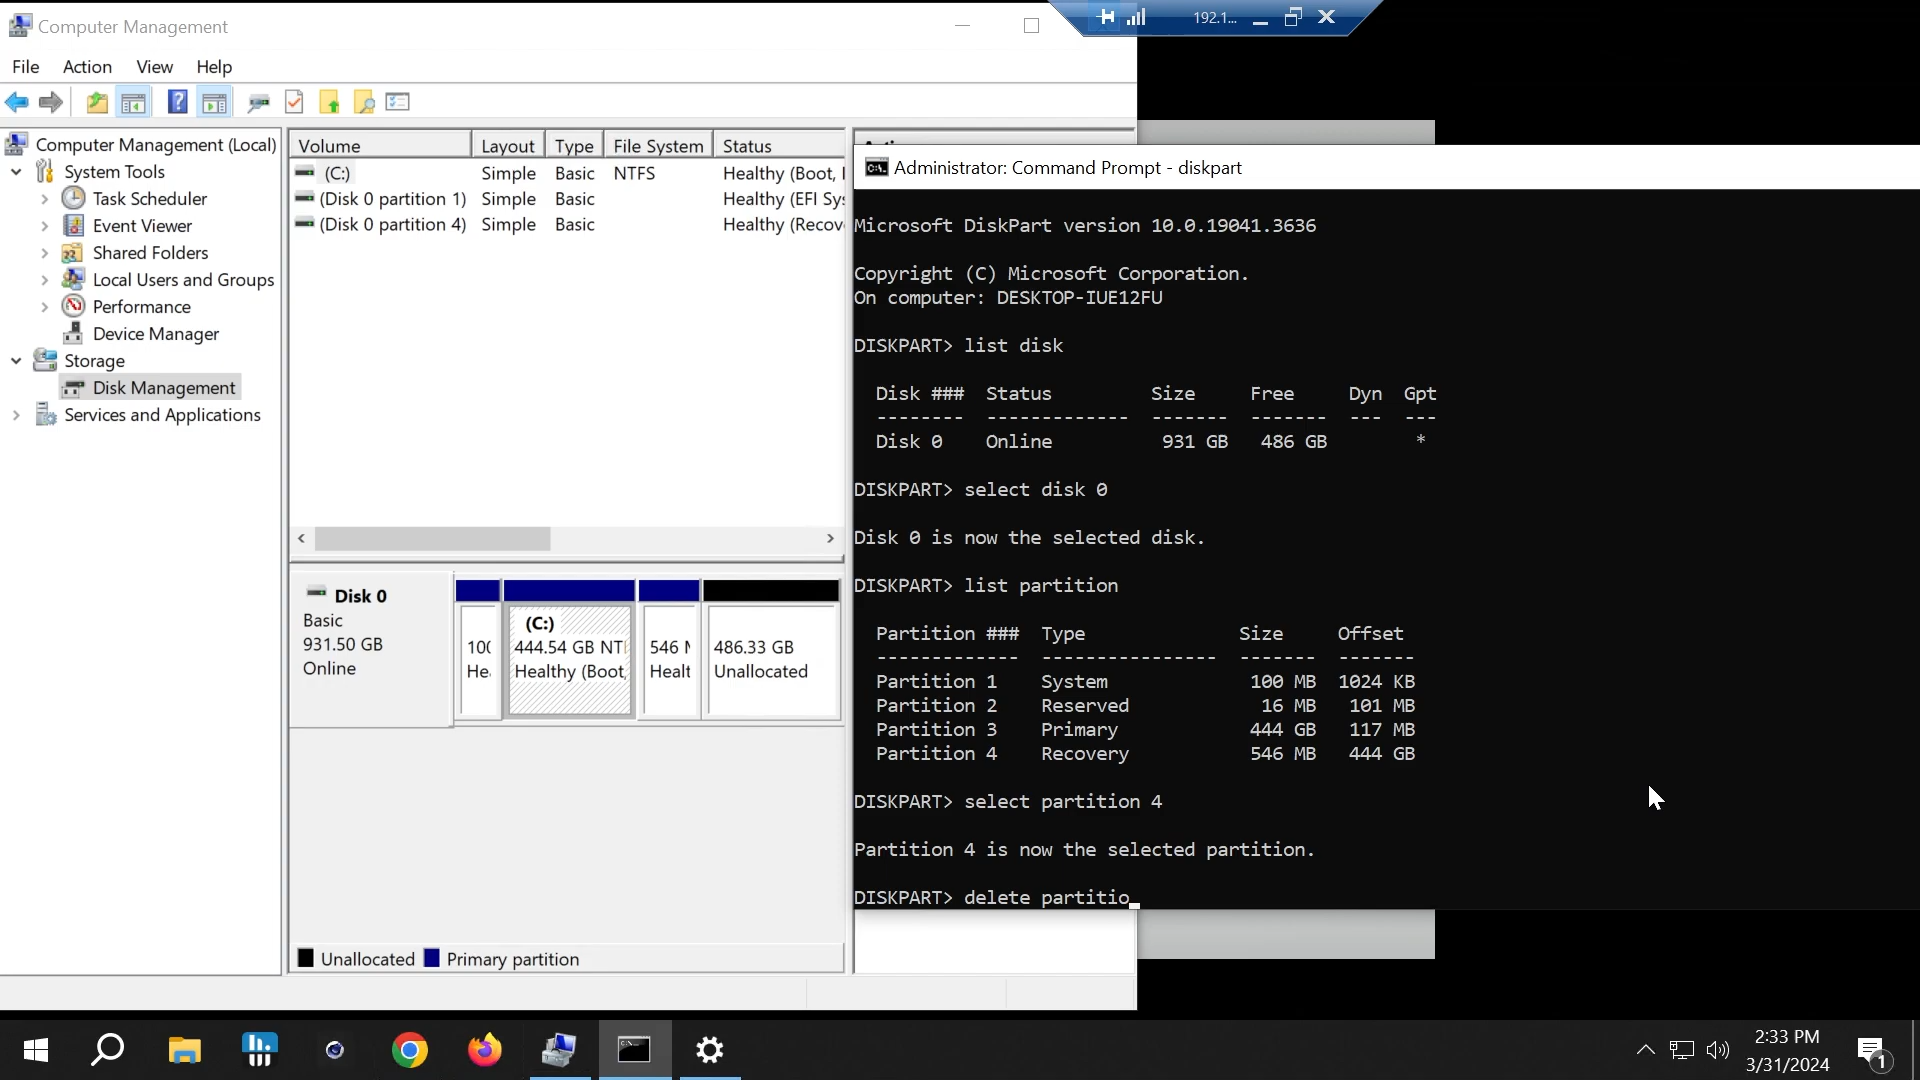 Computer Management
192.1...
File Action View Help
Computer Management (Local)
System Tools
Task Scheduler
Event Viewer
Shared Folders
Local Users and Groups
Performance
Device Manager
Storage
Disk Management
Services and Applications
Volume Layout Type File System Status
(C:) Simple Basic NTFS Healthy (Boot,
(Disk 0 partition 1) Simple Basic Healthy (EFI Sy
(Disk 0 partition 4) Simple Basic Healthy (Recov
Disk 0
Basic
931.50 GB
Online
100
He
(C:)
444.54 GB NT
Healthy (Boot,
546
Healt
486.33 GB
Unallocated
Unallocated Primary partition
Administrator: Command Prompt - diskpart
Microsoft DiskPart version 10.0.19041.3636
Copyright (C) Microsoft Corporation.
On computer: DESKTOP-IUE12FU
DISKPART> list disk
Disk ### Status Size Free Dyn Gpt
-------- ------------- ------- ------- --- ---
Disk 0 Online 931 GB 486 GB *
DISKPART> select disk 0
Disk 0 is now the selected disk.
DISKPART> list partition
Partition ### Type Size Offset
------------- ---------------- ------- -------
Partition 1 System 100 MB 1024 KB
Partition 2 Reserved 16 MB 101 MB
Partition 3 Primary 444 GB 117 MB
Partition 4 Recovery 546 MB 444 GB
DISKPART> select partition 4
Partition 4 is now the selected partition.
DISKPART> delete partitio_
2:33 PM
3/31/2024
1